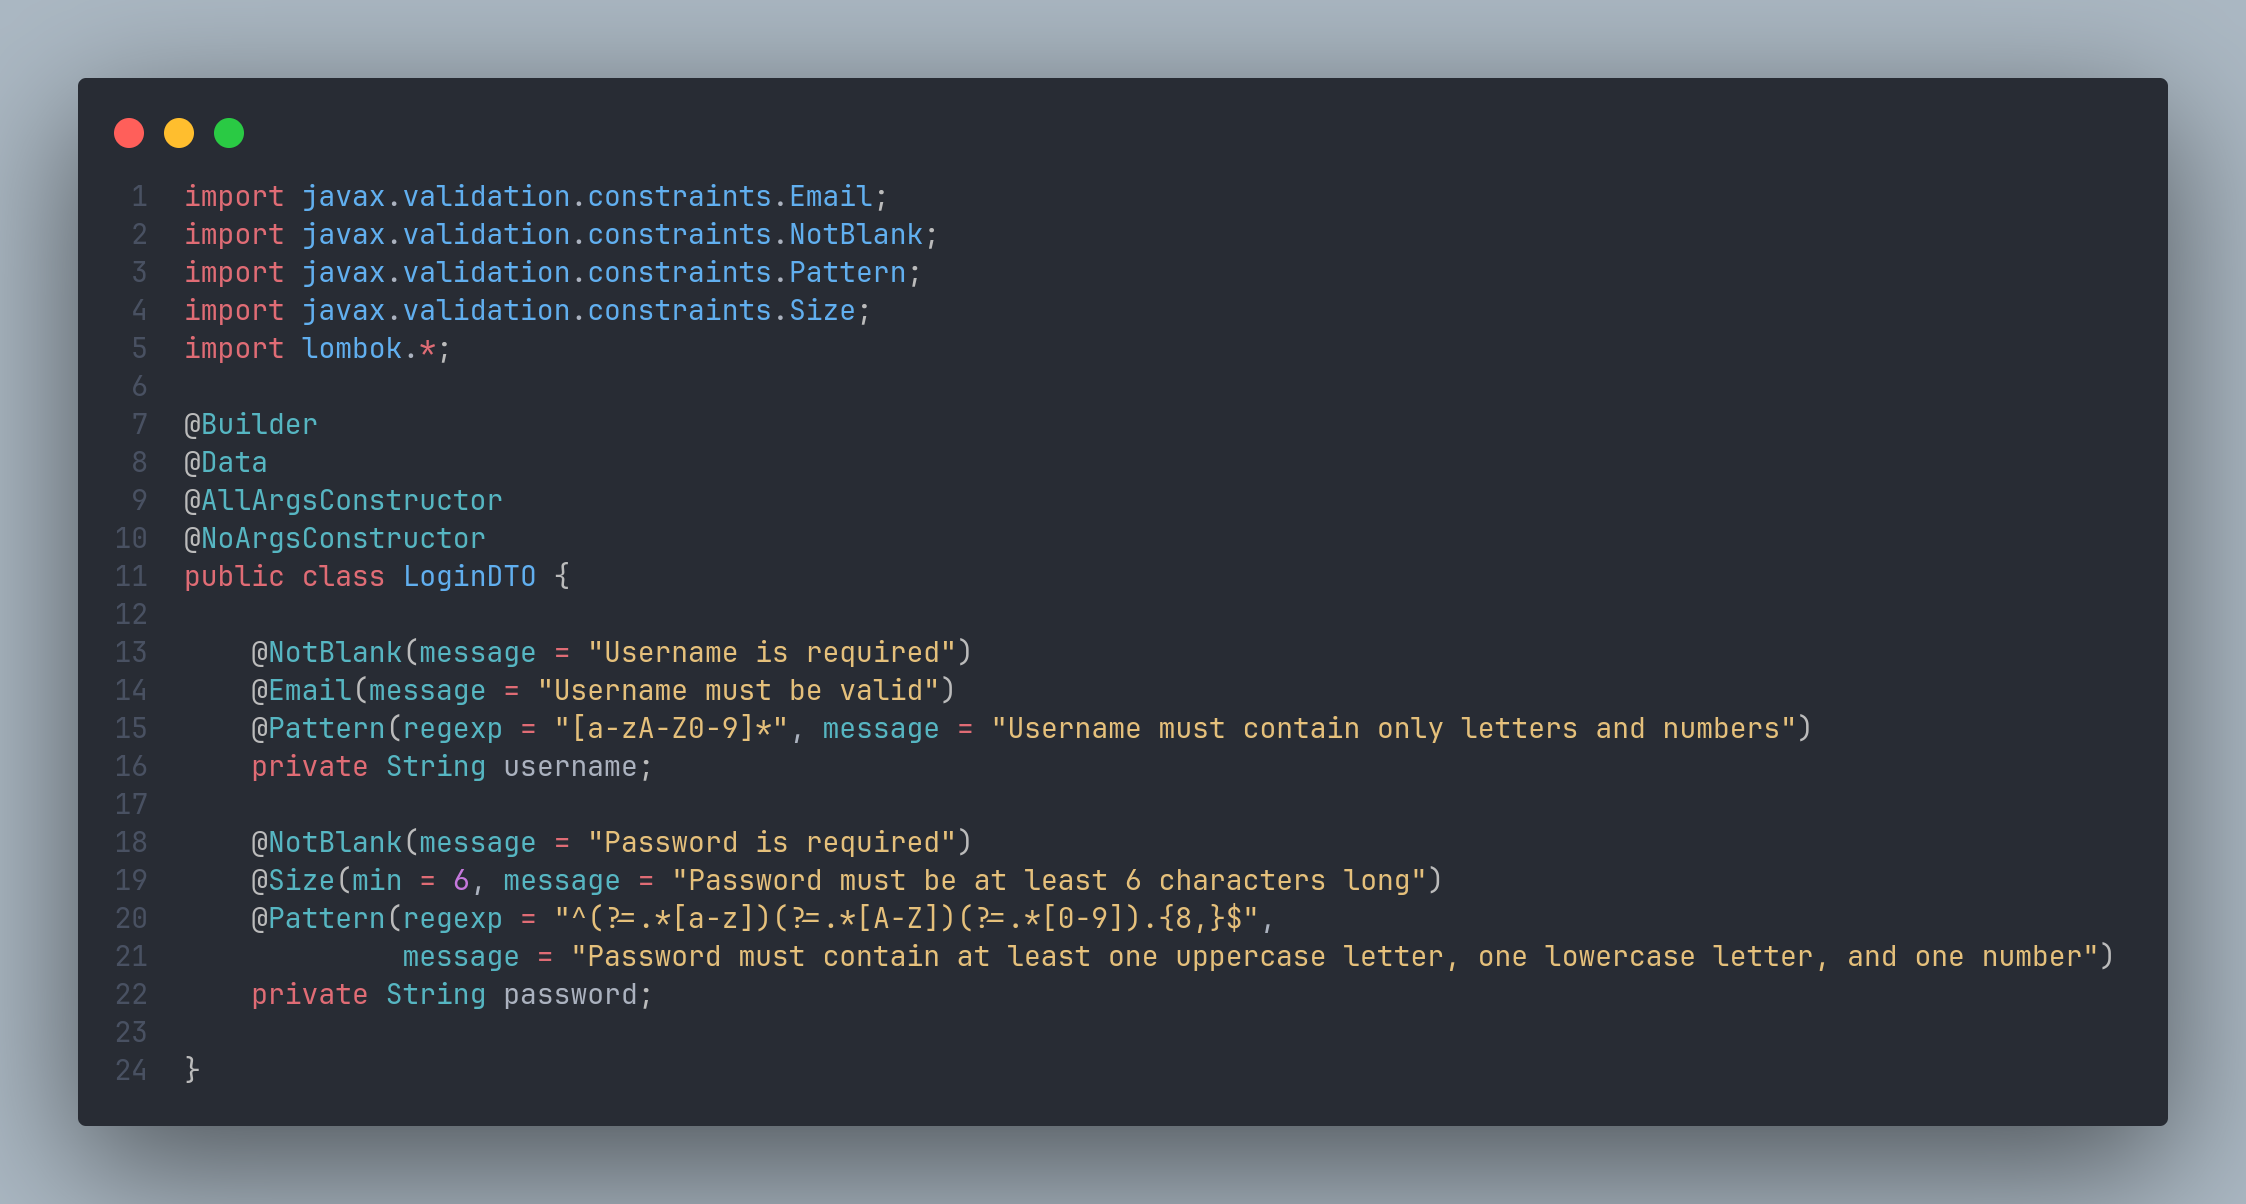 1 import javax.validation.constraints.Email;
2 import javax.validation.constraints.NotBlank;
3 import javax.validation.constraints.Pattern;
4 import javax.validation.constraints.Size;
5 import lombok.*;
6
7 @Builder
8 @Data
9 @AllArgsConstructor
10 @NoArgsConstructor
11 public class LoginDTO {
12
13     @NotBlank(message = "Username is required")
14     @Email(message = "Username must be valid")
15     @Pattern(regexp = "[a-zA-Z0-9]*", message = "Username must contain only letters and numbers")
16     private String username;
17
18     @NotBlank(message = "Password is required")
19     @Size(min = 6, message = "Password must be at least 6 characters long")
20     @Pattern(regexp = "^(?=.*[a-z])(?=.*[A-Z])(?=.*[0-9]).{8,}$",
21              message = "Password must contain at least one uppercase letter, one lowercase letter, and one number")
22     private String password;
23
24 }